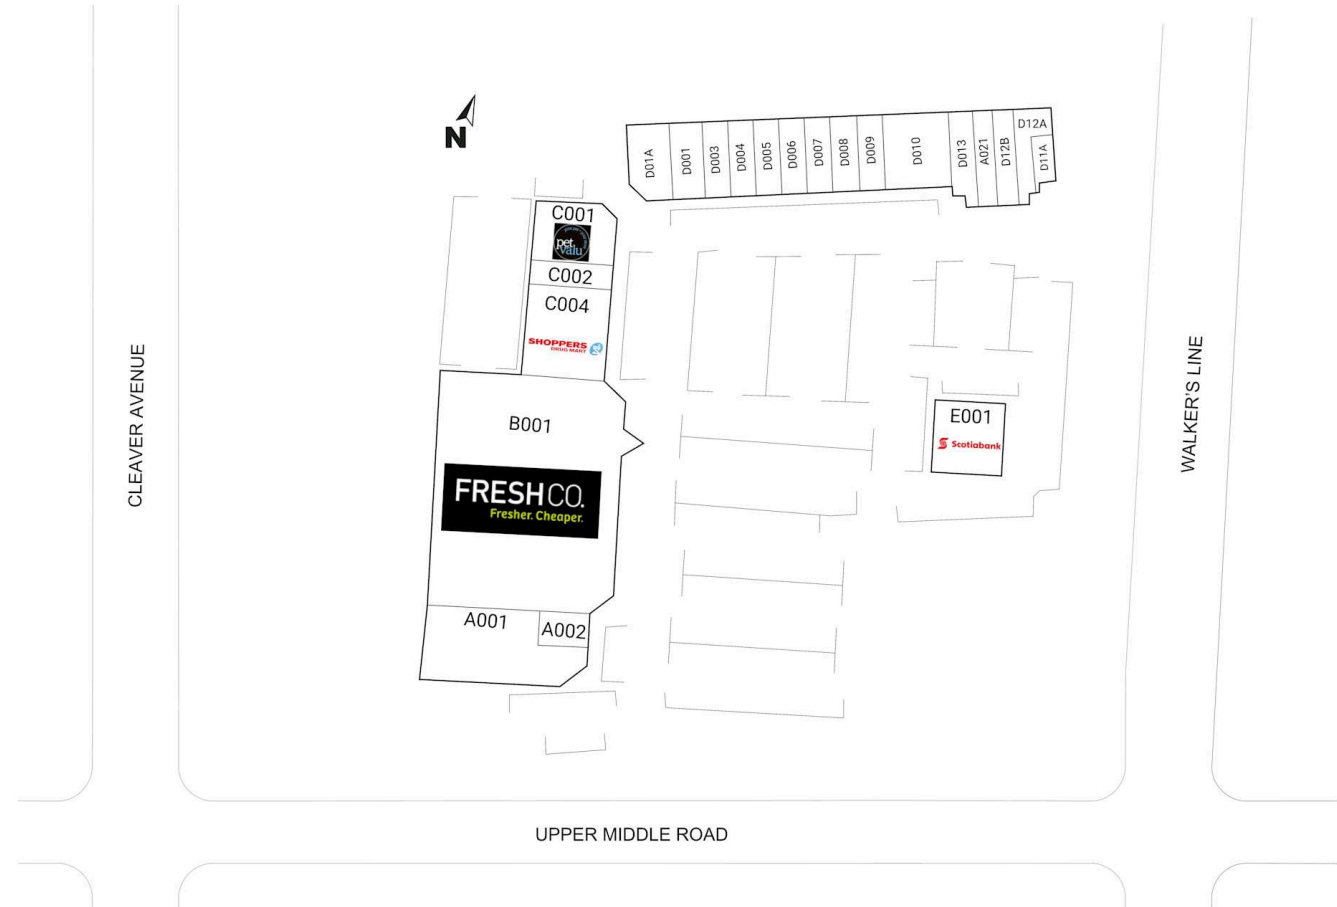 N
D01A
D001
D003
D004
D005
D006
D007
D008
D009
D010
D013
A021
D12B
D12A
D11A
C001
pet
valu
C002
C004
SHOPPERS
DRUG MART
B001
FRESHCO.
Fresher. Cheaper.
A001
A002
E001
Scotiabank
CLEAVER AVENUE
WALKER'S LINE
UPPER MIDDLE ROAD